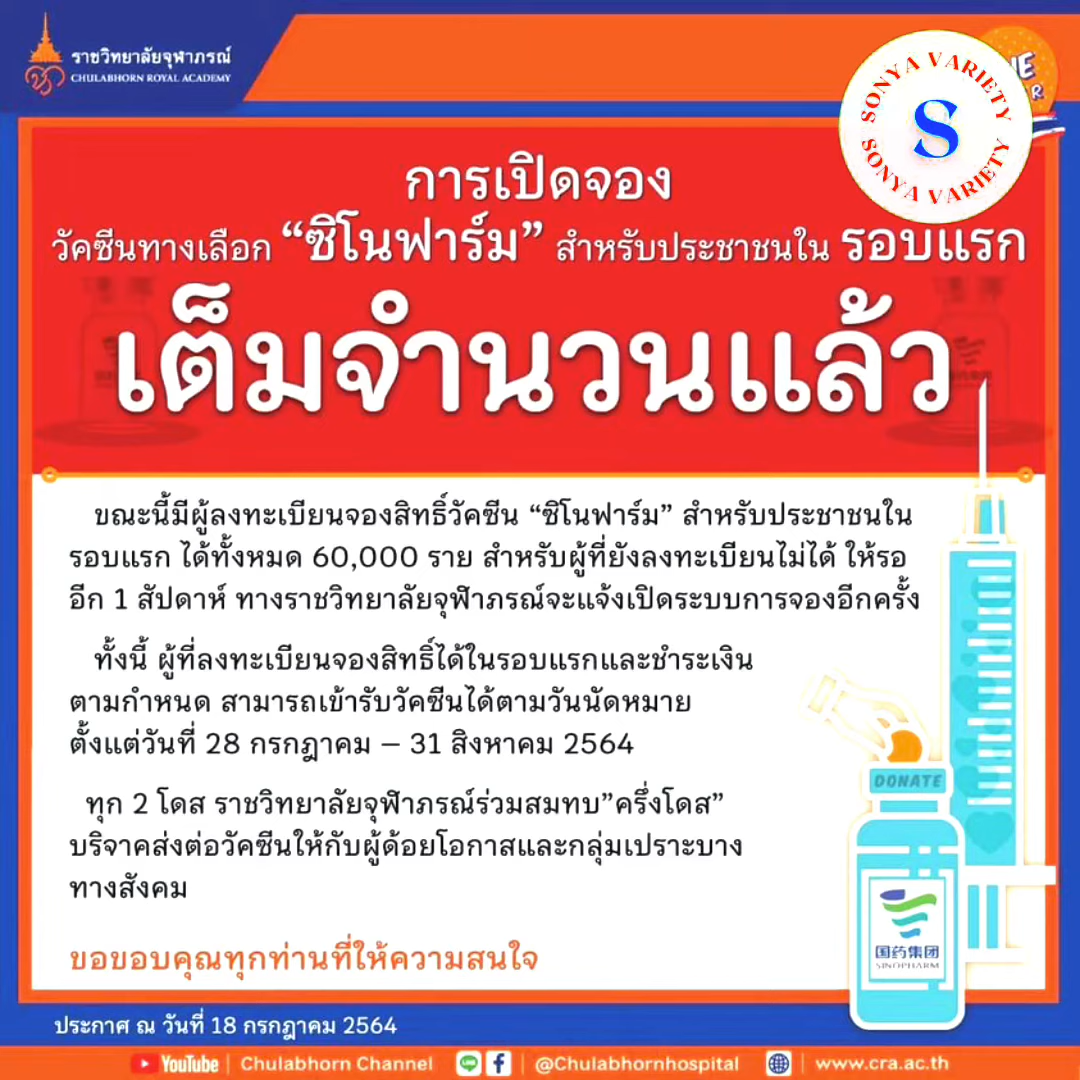 ราชวิทยาลัยจุฬาภรณ์
CHULABHORN ROYAL ACADEMY
SONYA VARIETY
S
SONYA VARIETY
การเปิดจอง
วัคซีนทางเลือก “ซิโนฟาร์ม” สำหรับประชาชนใน รอบแรก
เต็มจำนวนแล้ว
ขณะนี้มีผู้ลงทะเบียนจองสิทธิ์วัคซีน “ซิโนฟาร์ม” สำหรับประชาชนใน
รอบแรก ได้ทั้งหมด 60,000 ราย สำหรับผู้ที่ยังลงทะเบียนไม่ได้ ให้รอ
อีก 1 สัปดาห์ ทางราชวิทยาลัยจุฬาภรณ์จะแจ้งเปิดระบบการจองอีกครั้ง
ทั้งนี้ ผู้ที่ลงทะเบียนจองสิทธิ์ได้ในรอบแรกและชำระเงิน
ตามกำหนด สามารถเข้ารับวัคซีนได้ตามวันนัดหมาย
ตั้งแต่วันที่ 28 กรกฎาคม – 31 สิงหาคม 2564
ทุก 2 โดส ราชวิทยาลัยจุฬาภรณ์ร่วมสมทบ”ครึ่งโดส”
บริจาคส่งต่อวัคซีนให้กับผู้ด้อยโอกาสและกลุ่มเปราะบาง
ทางสังคม
DONATE
国药集团
SINOPHARM
ขอขอบคุณทุกท่านที่ให้ความสนใจ
ประกาศ ณ วันที่ 18 กรกฎาคม 2564
YouTube | Chulabhorn Channel | @Chulabhornhospital | www.cra.ac.th